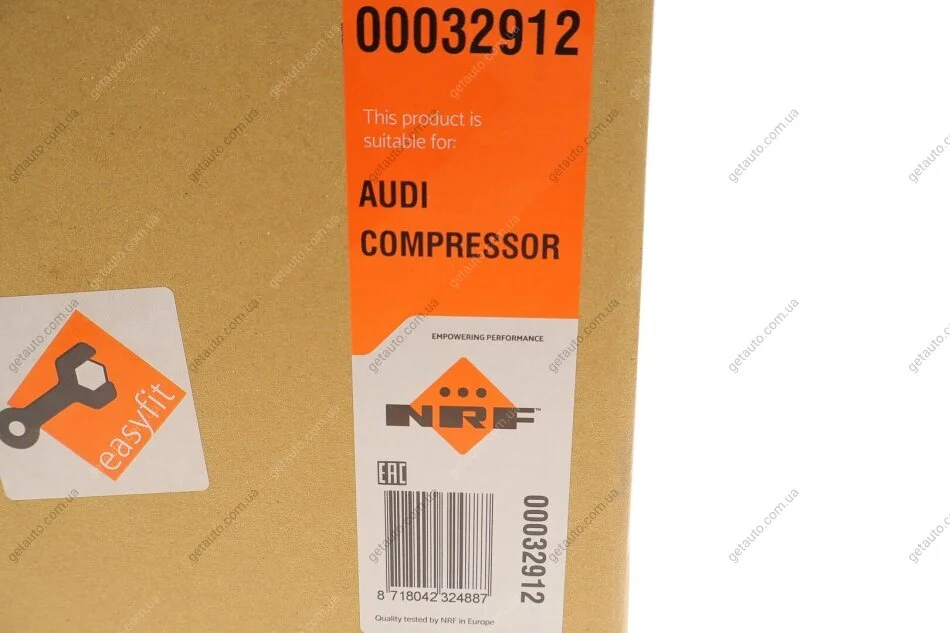 00032912
This product is
suitable for:
AUDI
COMPRESSOR
EMPOWERING PERFORMANCE
NRF™
easyfit
EAC
00032912
8 718042 324887
Quality tested by NRF in Europe
getauto.com.ua